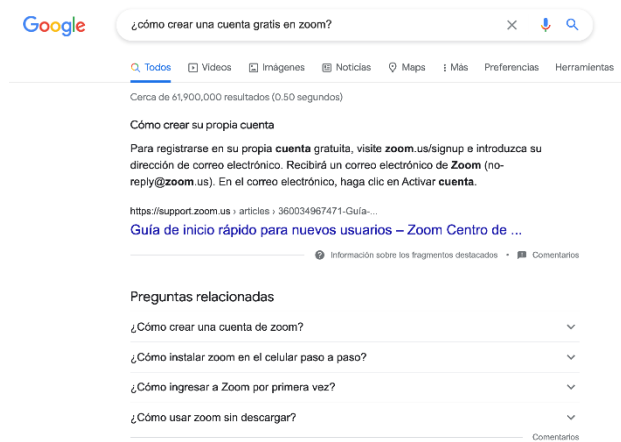 Google
¿cómo crear una cuenta gratis en zoom?
Todos Videos Imágenes Noticias Maps Más Preferencias Herramientas
Cerca de 61,900,000 resultados (0.50 segundos)
Cómo crear su propia cuenta
Para registrarse en su propia cuenta gratuita, visite zoom.us/signup e introduzca su
dirección de correo electrónico. Recibirá un correo electrónico de Zoom (no-
reply@zoom.us). En el correo electrónico, haga clic en Activar cuenta.
https://support.zoom.us › articles › 360034967471-Guía-...
Guía de inicio rápido para nuevos usuarios – Zoom Centro de ...
Información sobre los fragmentos destacados • Comentarios
Preguntas relacionadas
¿Cómo crear una cuenta de zoom?
¿Cómo instalar zoom en el celular paso a paso?
¿Cómo ingresar a Zoom por primera vez?
¿Cómo usar zoom sin descargar?
Comentarios